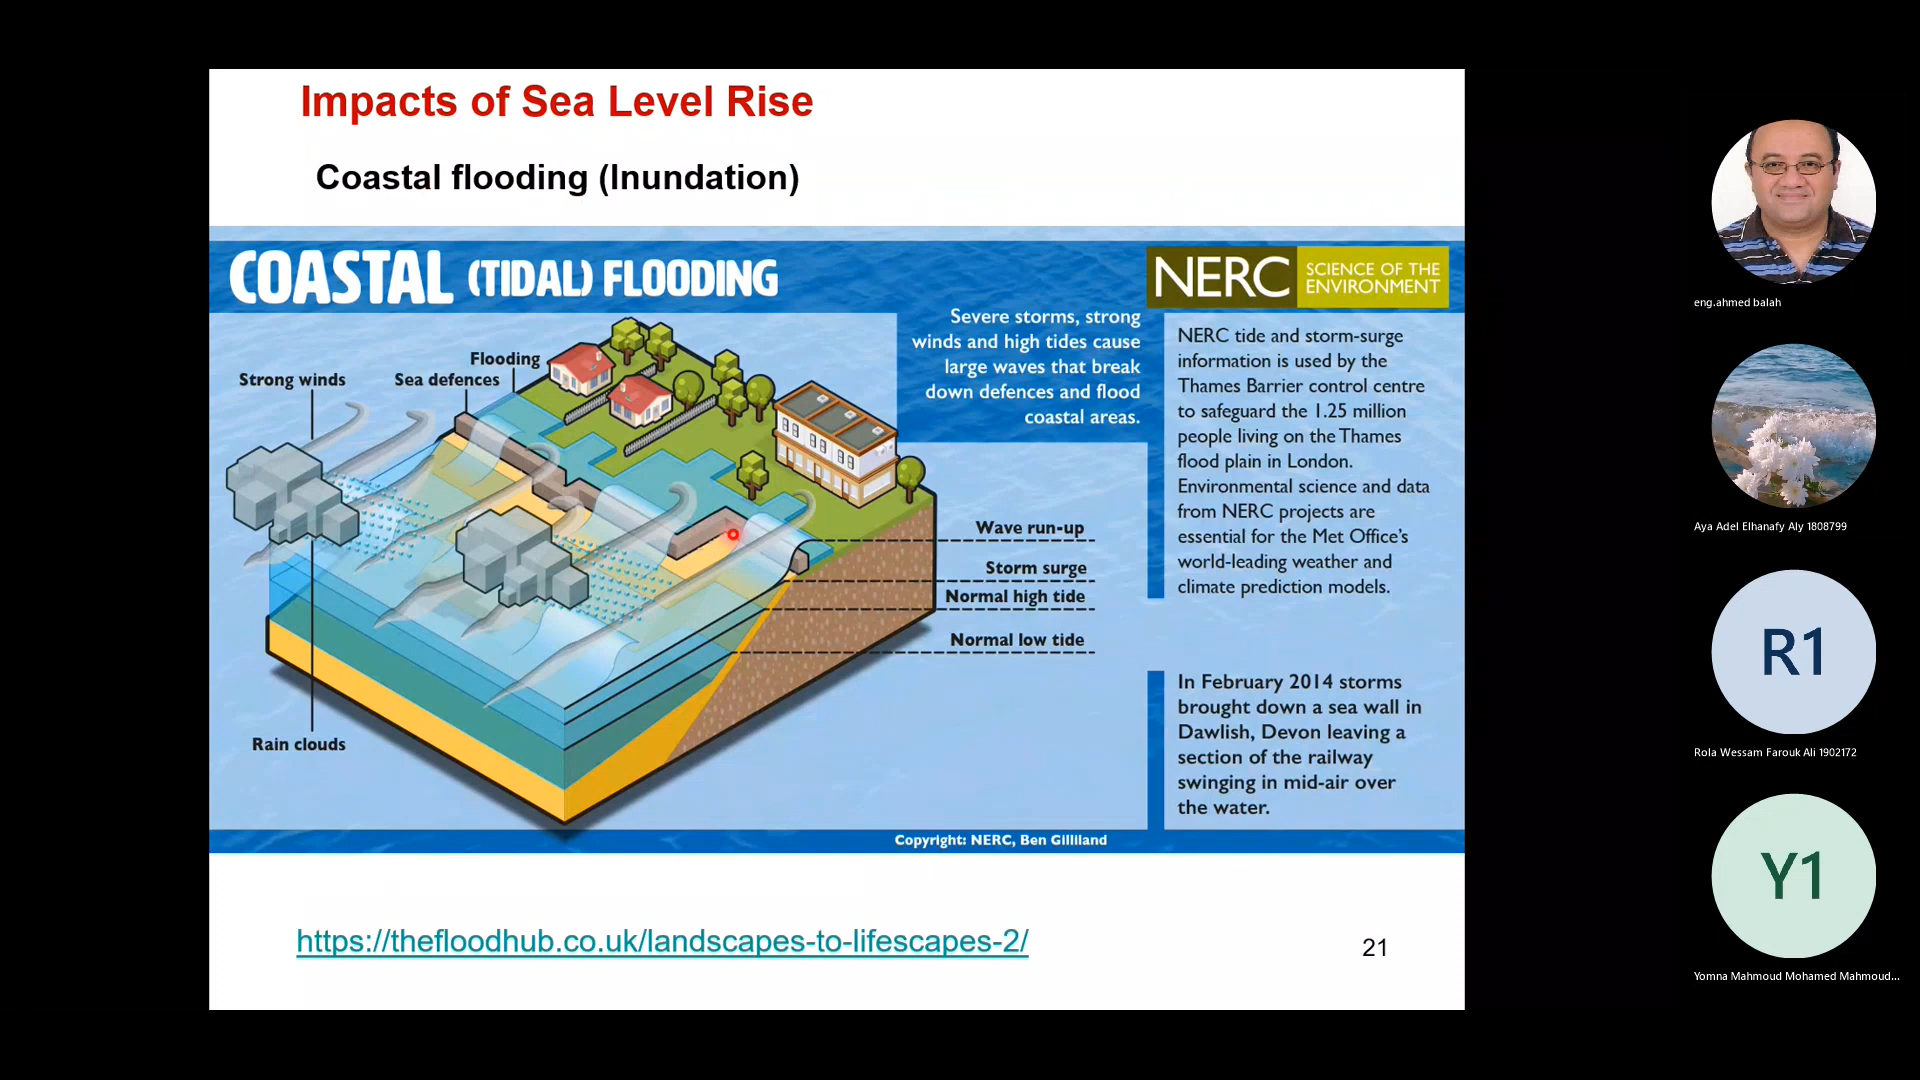 Impacts of Sea Level Rise
Coastal flooding (Inundation)
COASTAL (TIDAL) FLOODING
NERC
SCIENCE OF THE
ENVIRONMENT
Severe storms, strong
winds and high tides cause
large waves that break
down defences and flood
coastal areas.
Flooding
Strong winds
Sea defences
Wave run-up
Storm surge
Normal high tide
Normal low tide
Rain clouds
NERC tide and storm-surge
information is used by the
Thames Barrier control centre
to safeguard the 1.25 million
people living on the Thames
flood plain in London.
Environmental science and data
from NERC projects are
essential for the Met Office's
world-leading weather and
climate prediction models.
In February 2014 storms
brought down a sea wall in
Dawlish, Devon leaving a
section of the railway
swinging in mid-air over
the water.
Copyright: NERC, Ben Gilliland
https://thefloodhub.co.uk/landscapes-to-lifescapes-2/
21
eng.ahmed balah
Aya Adel Elhanafy Aly 1808799
R1
Rola Wessam Farouk Ali 1902172
Y1
Yomna Mahmoud Mohamed Mahmoud...